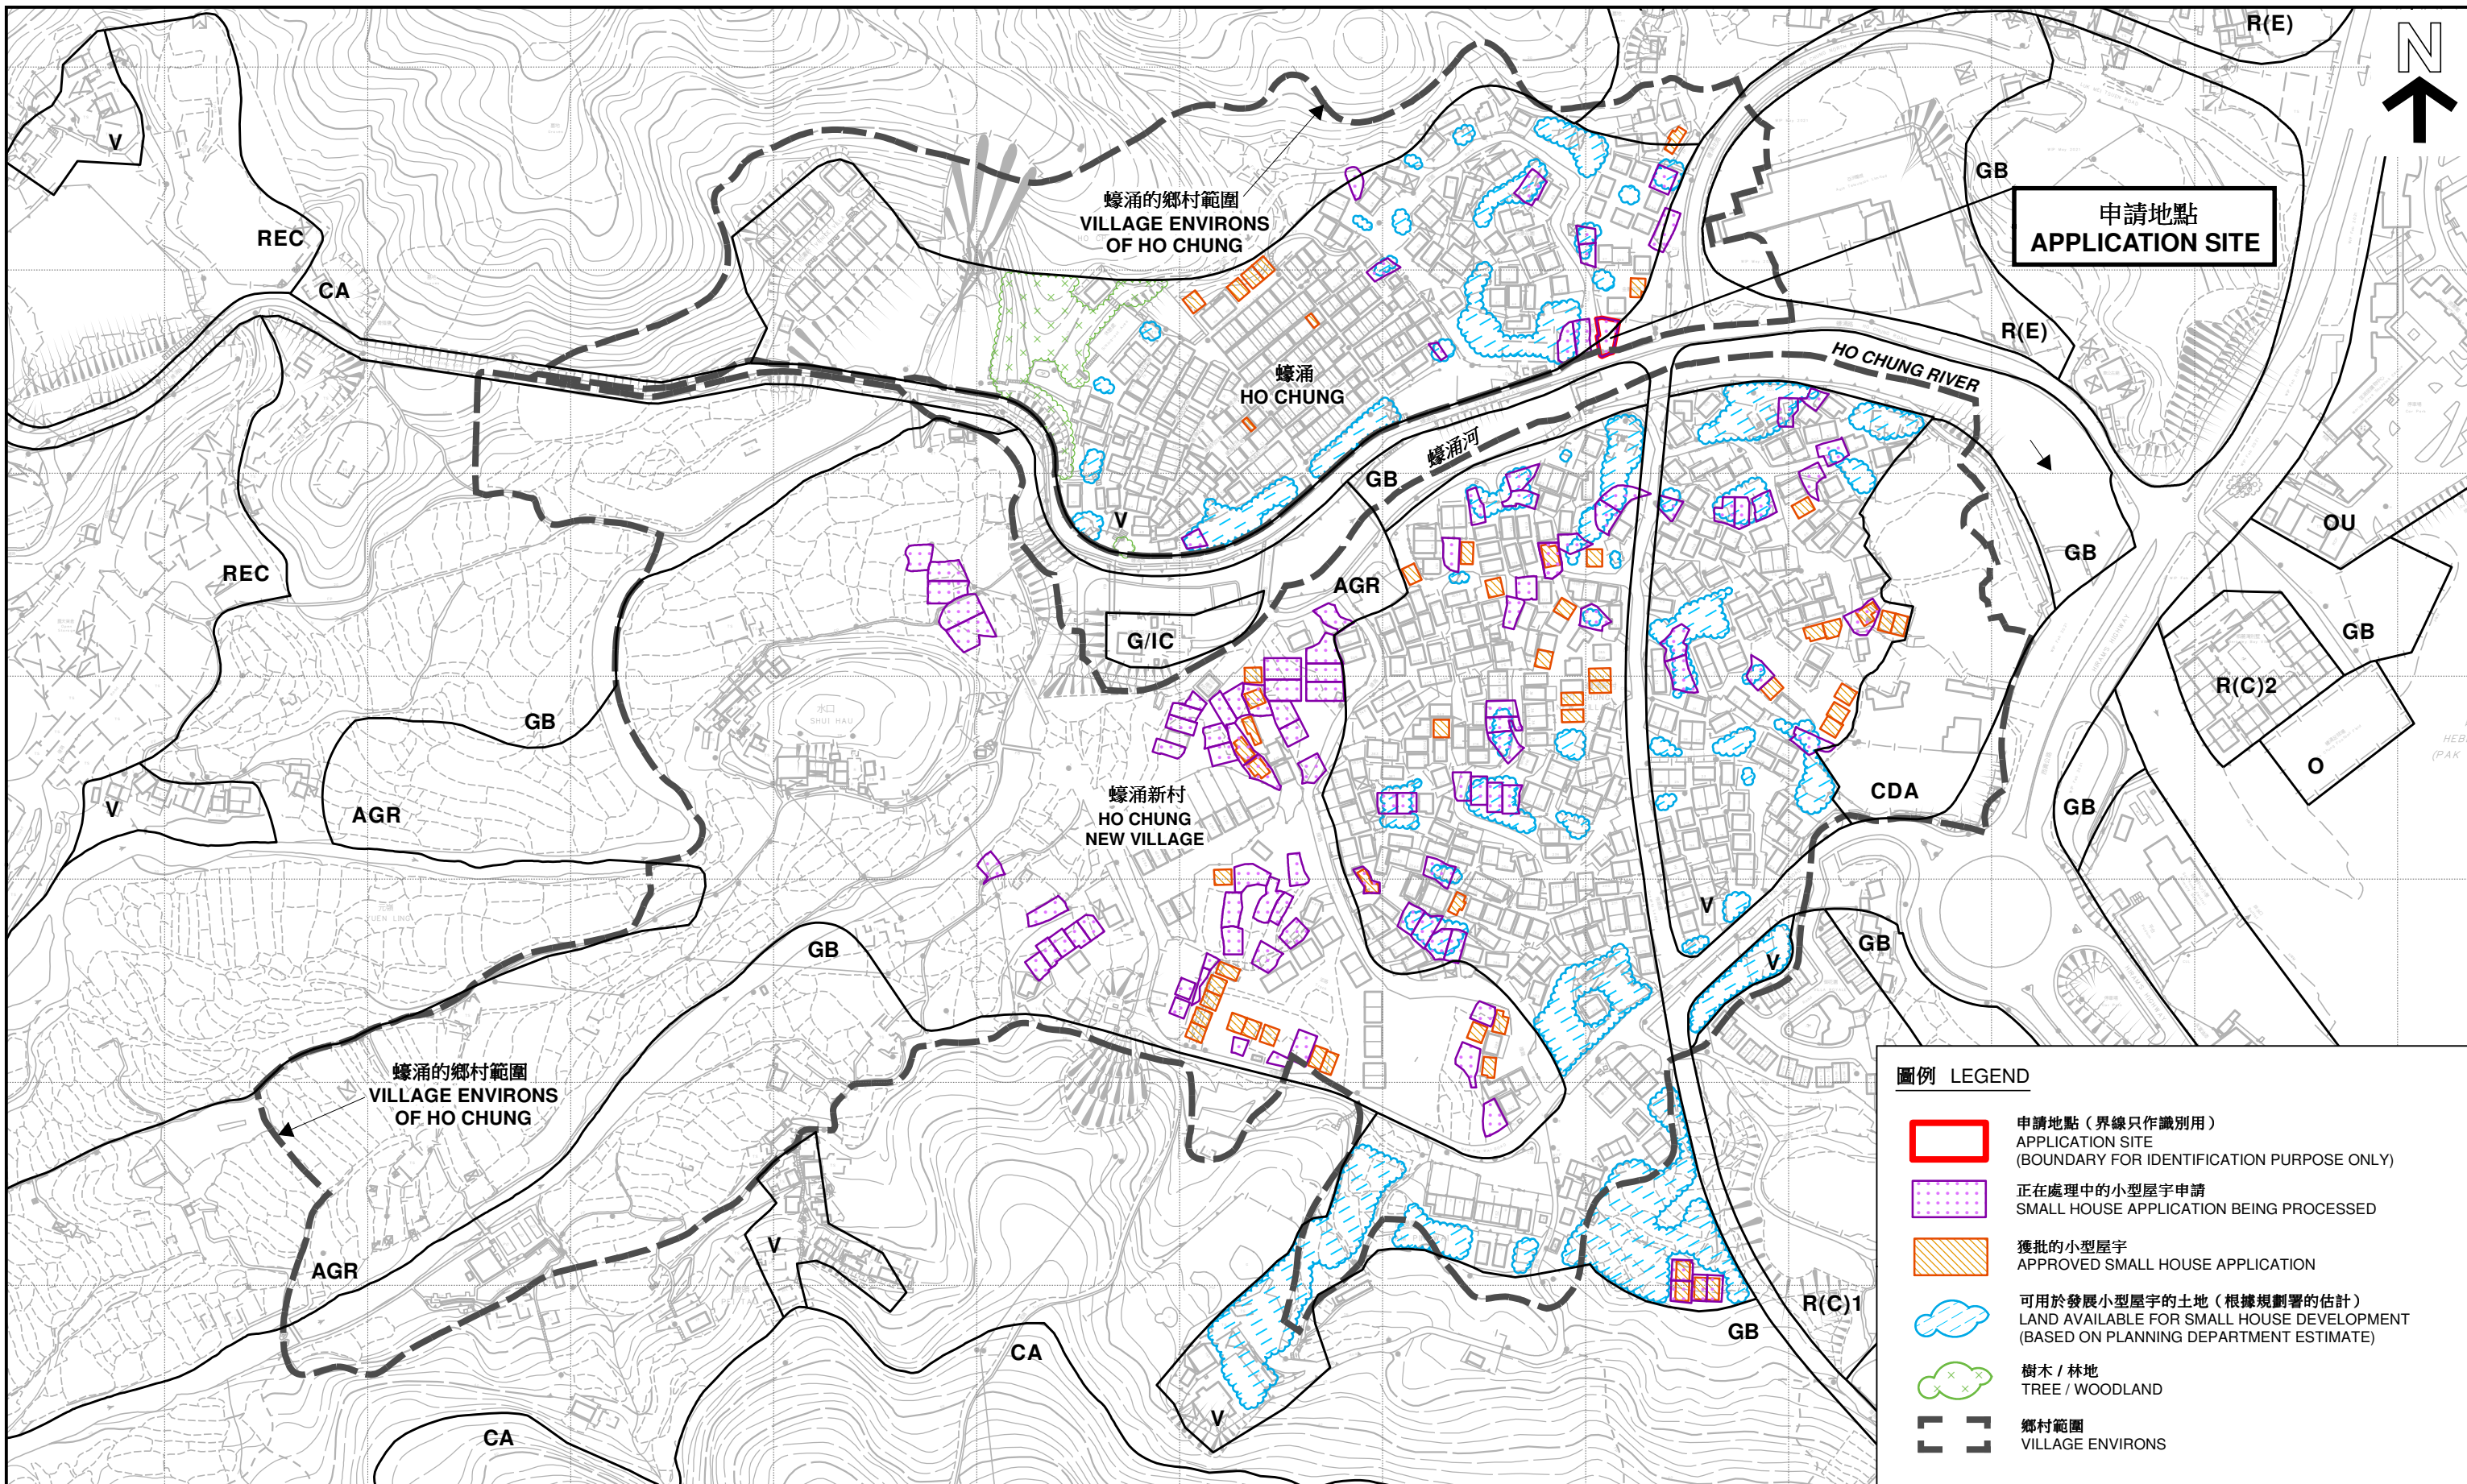 R(E)
N
V
GB
申請地點
APPLICATION SITE
蠔涌的鄉村範圍
VILLAGE ENVIRONS
OF HO CHUNG
REC
CA
R(E)
HO CHUNG RIVER
蠔涌
HO CHUNG
蠔涌河
GB
V
OU
GB
REC
AGR
G/IC
GB
R(C)2
水口
SHUI HAU
GB
O
蠔涌新村
HO CHUNG
NEW VILLAGE
CDA
GB
V
AGR
V
GB
GB
V
蠔涌的鄉村範圍
VILLAGE ENVIRONS
OF HO CHUNG
V
AGR
R(C)1
GB
CA
V
CA
圖例 LEGEND
申請地點（界線只作識別用）
APPLICATION SITE
(BOUNDARY FOR IDENTIFICATION PURPOSE ONLY)
正在處理中的小型屋宇申請
SMALL HOUSE APPLICATION BEING PROCESSED
獲批的小型屋宇
APPROVED SMALL HOUSE APPLICATION
可用於發展小型屋宇的土地（根據規劃署的估計）
LAND AVAILABLE FOR SMALL HOUSE DEVELOPMENT
(BASED ON PLANNING DEPARTMENT ESTIMATE)
樹木 / 林地
TREE / WOODLAND
鄉村範圍
VILLAGE ENVIRONS